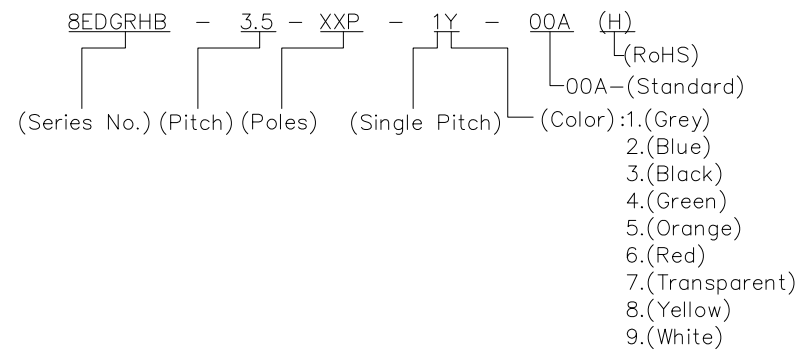 8EDGRHB - 3.5 - XXP - 1Y - 00A (H)
(RoHS)
00A-(Standard)
(Series No.) (Pitch) (Poles) (Single Pitch) (Color):1.(Grey)
2.(Blue)
3.(Black)
4.(Green)
5.(Orange)
6.(Red)
7.(Transparent)
8.(Yellow)
9.(White)